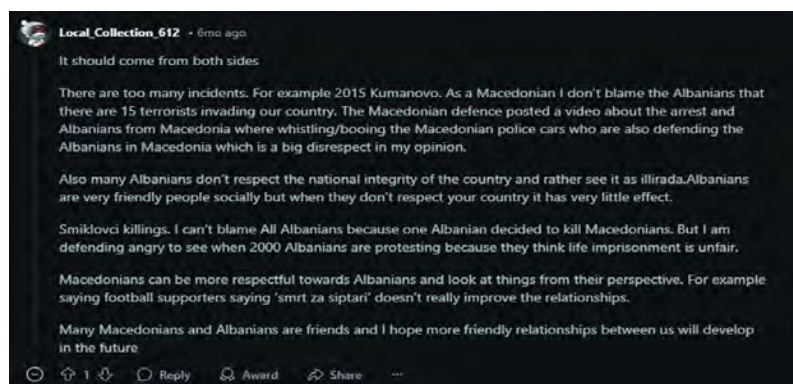 Local_Collection_612 • 6mo ago
It should come from both sides
There are too many incidents. For example 2015 Kumanovo. As a Macedonian I don't blame the Albanians that
there are 15 terrorists invading our country. The Macedonian defence posted a video about the arrest and
Albanians from Macedonia where whistling/booing the Macedonian police cars who are also defending the
Albanians in Macedonia which is a big disrespect in my opinion.
Also many Albanians don't respect the national integrity of the country and rather see it as illirada.Albanians
are very friendly people socially but when they don't respect your country it has very little effect.
Smiklovci killings. I can't blame All Albanians because one Albanian decided to kill Macedonians. But I am
defending angry to see when 2000 Albanians are protesting because they think life imprisonment is unfair.
Macedonians can be more respectful towards Albanians and look at things from their perspective. For example
saying football supporters saying 'smrt za siptari' doesn't really improve the relationships.
Many Macedonians and Albanians are friends and I hope more friendly relationships between us will develop
in the future
1 Reply Award Share ...